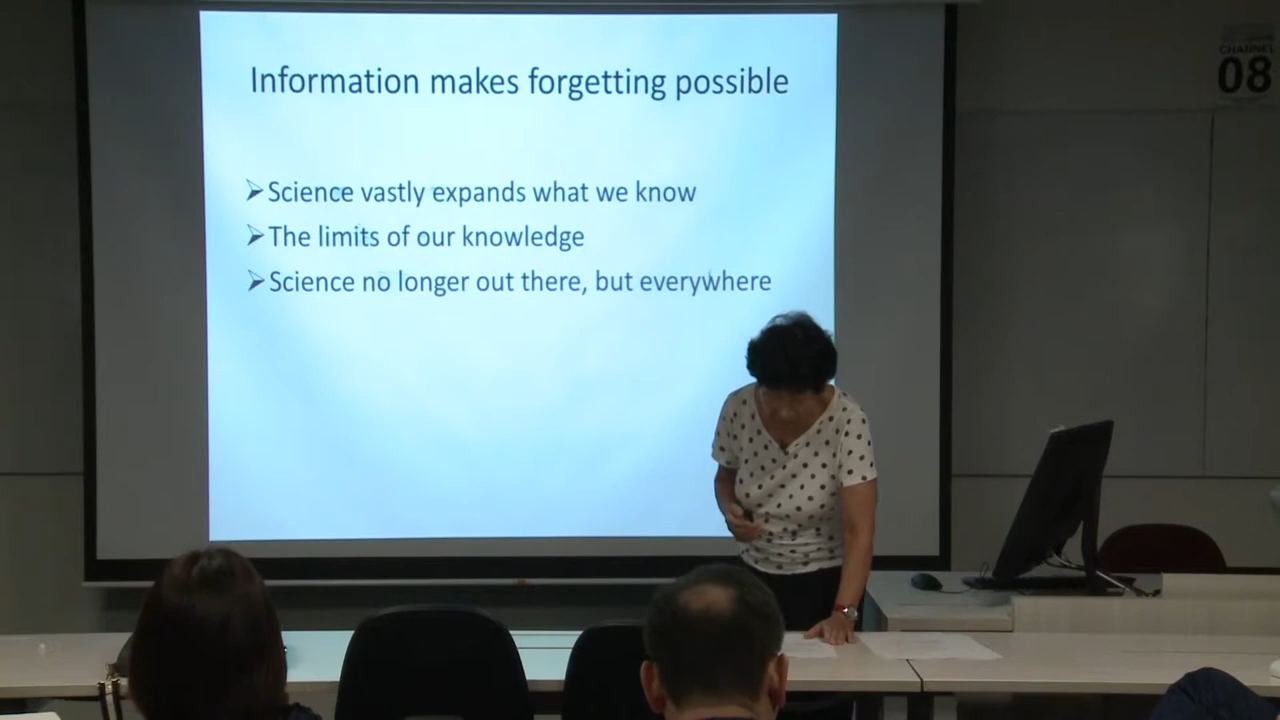 Information makes forgetting possible
➢Science vastly expands what we know
➢The limits of our knowledge
➢Science no longer out there, but everywhere
CHANNEL
08